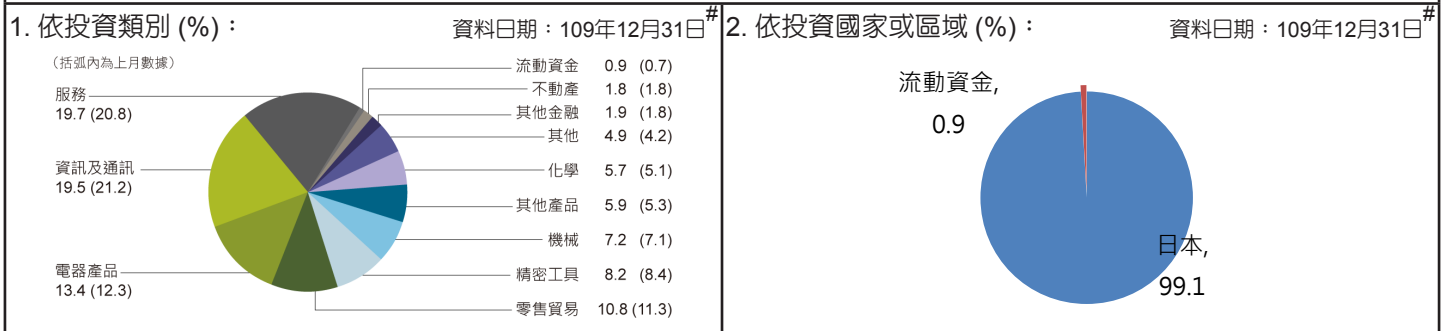 1. 依投資類別 (%)：
資料日期：109年12月31日#
(括弧內為上月數據)
服務
19.7 (20.8)
資訊及通訊
19.5 (21.2)
電器產品
13.4 (12.3)
流動資金 0.9 (0.7)
不動產 1.8 (1.8)
其他金融 1.9 (1.8)
其他 4.9 (4.2)
化學 5.7 (5.1)
其他產品 5.9 (5.3)
機械 7.2 (7.1)
精密工具 8.2 (8.4)
零售貿易 10.8 (11.3)
2. 依投資國家或區域 (%)：
資料日期：109年12月31日#
流動資金,
0.9
日本,
99.1